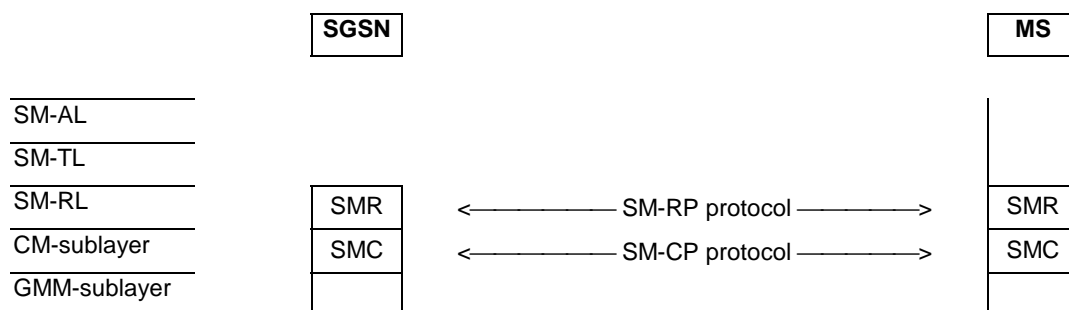 SGSN MS
SM-AL
SM-TL
SM-RL SMR <——————— SM-RP protocol ———————> SMR
CM-sublayer SMC <——————— SM-CP protocol ———————> SMC
GMM-sublayer